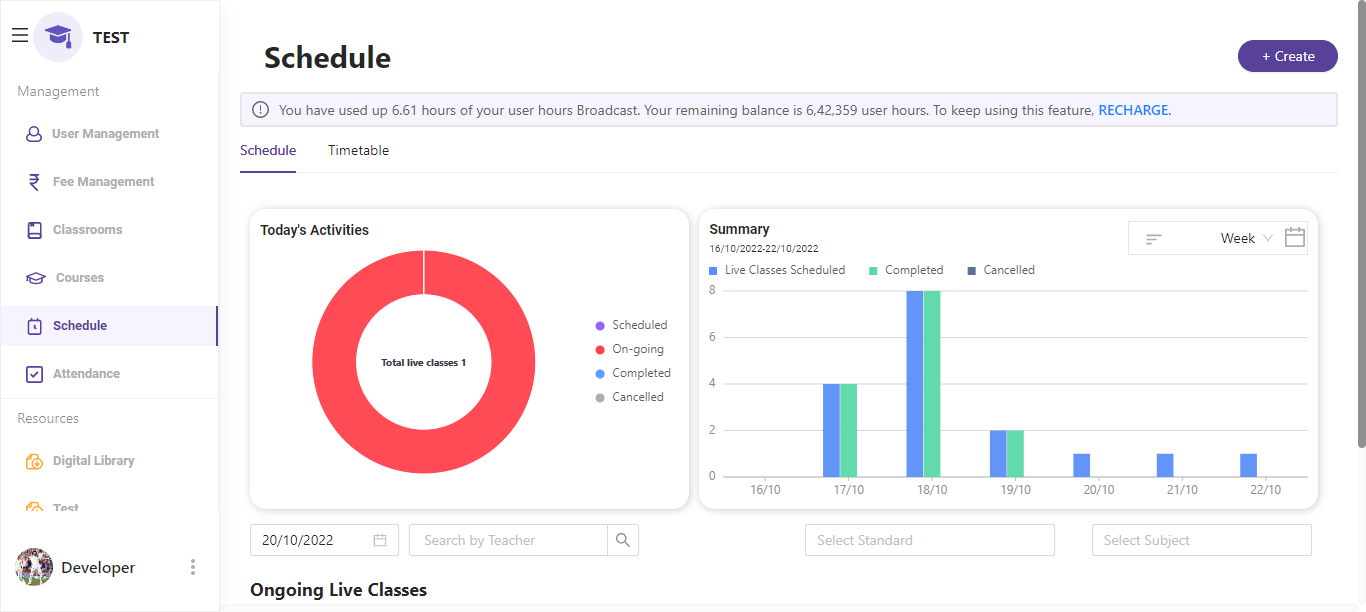 TEST
Management
User Management
Fee Management
Classrooms
Courses
Schedule
Attendance
Resources
Digital Library
Test
Developer
Schedule
+ Create
You have used up 6.61 hours of your user hours Broadcast. Your remaining balance is 6,42,359 user hours. To keep using this feature, RECHARGE.
Schedule Timetable
Today's Activities
Total live classes 1
Scheduled
On-going
Completed
Cancelled
Summary
16/10/2022-22/10/2022
Week
Live Classes Scheduled Completed Cancelled
8
6
4
2
0
16/10 17/10 18/10 19/10 20/10 21/10 22/10
20/10/2022 Search by Teacher Select Standard Select Subject
Ongoing Live Classes